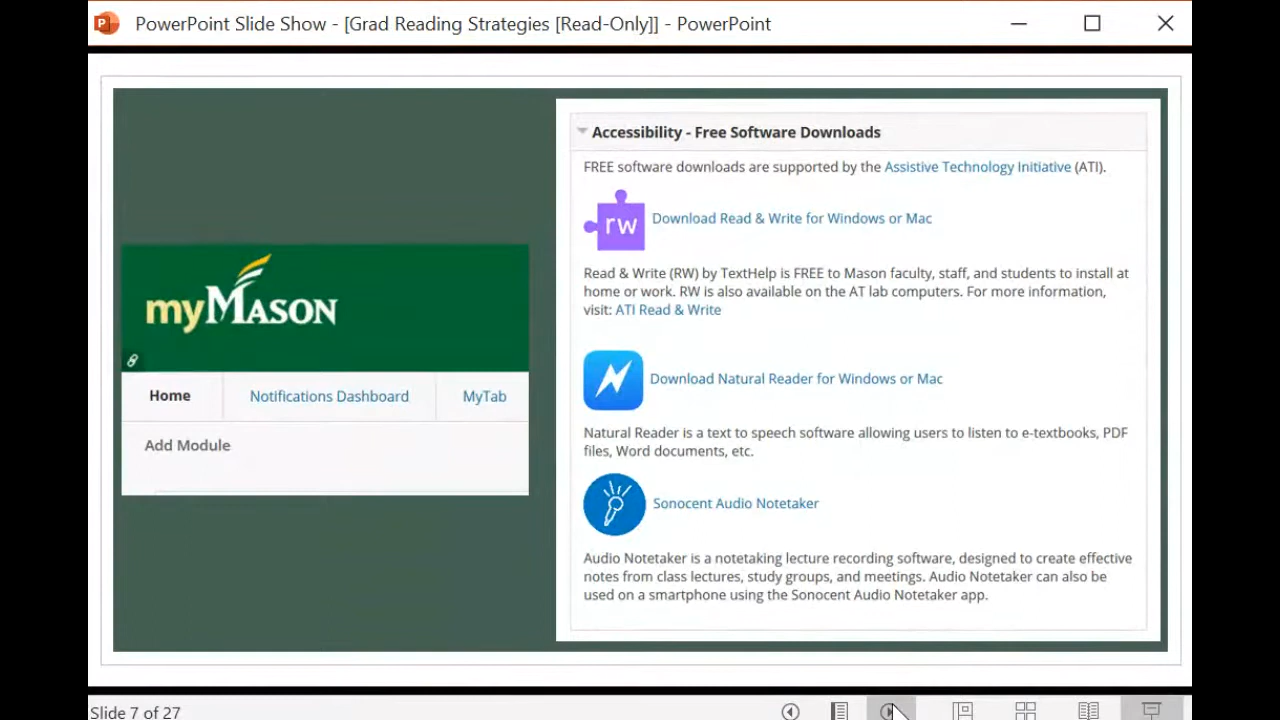 PowerPoint Slide Show - [Grad Reading Strategies [Read-Only]] - PowerPoint
myMASON
Home
Notifications Dashboard
MyTab
Add Module
Accessibility - Free Software Downloads
FREE software downloads are supported by the Assistive Technology Initiative (ATI).
rw
Download Read & Write for Windows or Mac
Read & Write (RW) by TextHelp is FREE to Mason faculty, staff, and students to install at
home or work. RW is also available on the AT lab computers. For more information,
visit: ATI Read & Write
Download Natural Reader for Windows or Mac
Natural Reader is a text to speech software allowing users to listen to e-textbooks, PDF
files, Word documents, etc.
Sonocent Audio Notetaker
Audio Notetaker is a notetaking lecture recording software, designed to create effective
notes from class lectures, study groups, and meetings. Audio Notetaker can also be
used on a smartphone using the Sonocent Audio Notetaker app.
Slide 7 of 27